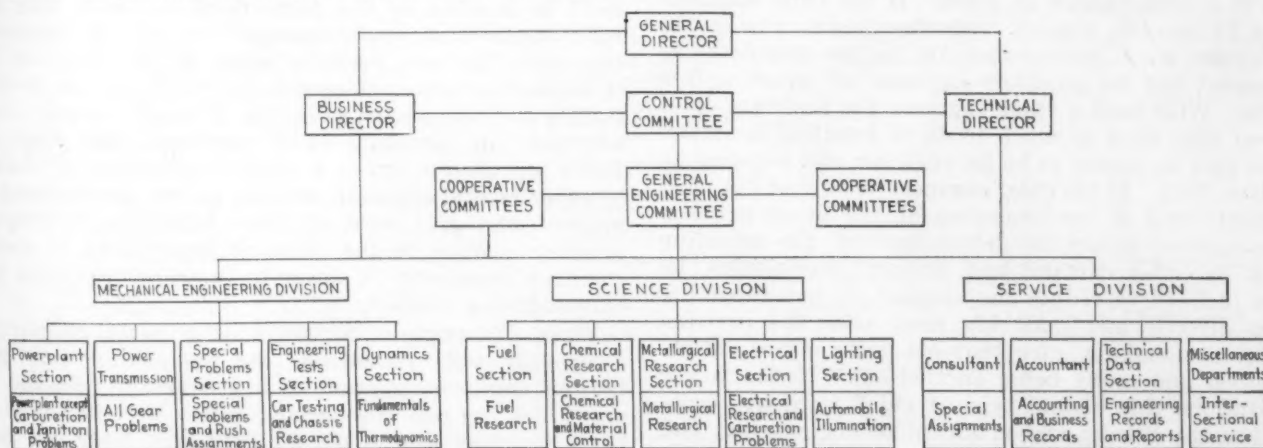 GENERAL
DIRECTOR
BUSINESS
DIRECTOR
CONTROL
COMMITTEE
TECHNICAL
DIRECTOR
COOPERATIVE
COMMITTEES
GENERAL
ENGINEERING
COMMITTEE
COOPERATIVE
COMMITTEES
MECHANICAL ENGINEERING DIVISION
SCIENCE DIVISION
SERVICE DIVISION
Powerplant
Section
Powerplant except
Carburetion
and Ignition
Problems
Power
Transmission
All Gear
Problems
Special
Problems
Section
Special
Problems
and Rush
Assignments
Engineering
Tests
Section
Car Testing
and Chassis
Research
Dynamics
Section
Fundamentals
of
Thermodynamics
Fuel
Section
Fuel
Research
Chemical
Research
Section
Chemical
Research
and Material
Control
Metallurgical
Research
Section
Metallurgical
Research
Electrical
Section
Electrical
Research and
Carburetion
Problems
Lighting
Section
Automobile
Illumination
Consultant
Special
Assignments
Accountant
Accounting
and Business
Records
Technical
Data
Section
Engineering
Records
and Reports
Miscellaneous
Departments
Inter-
Sectional
Service